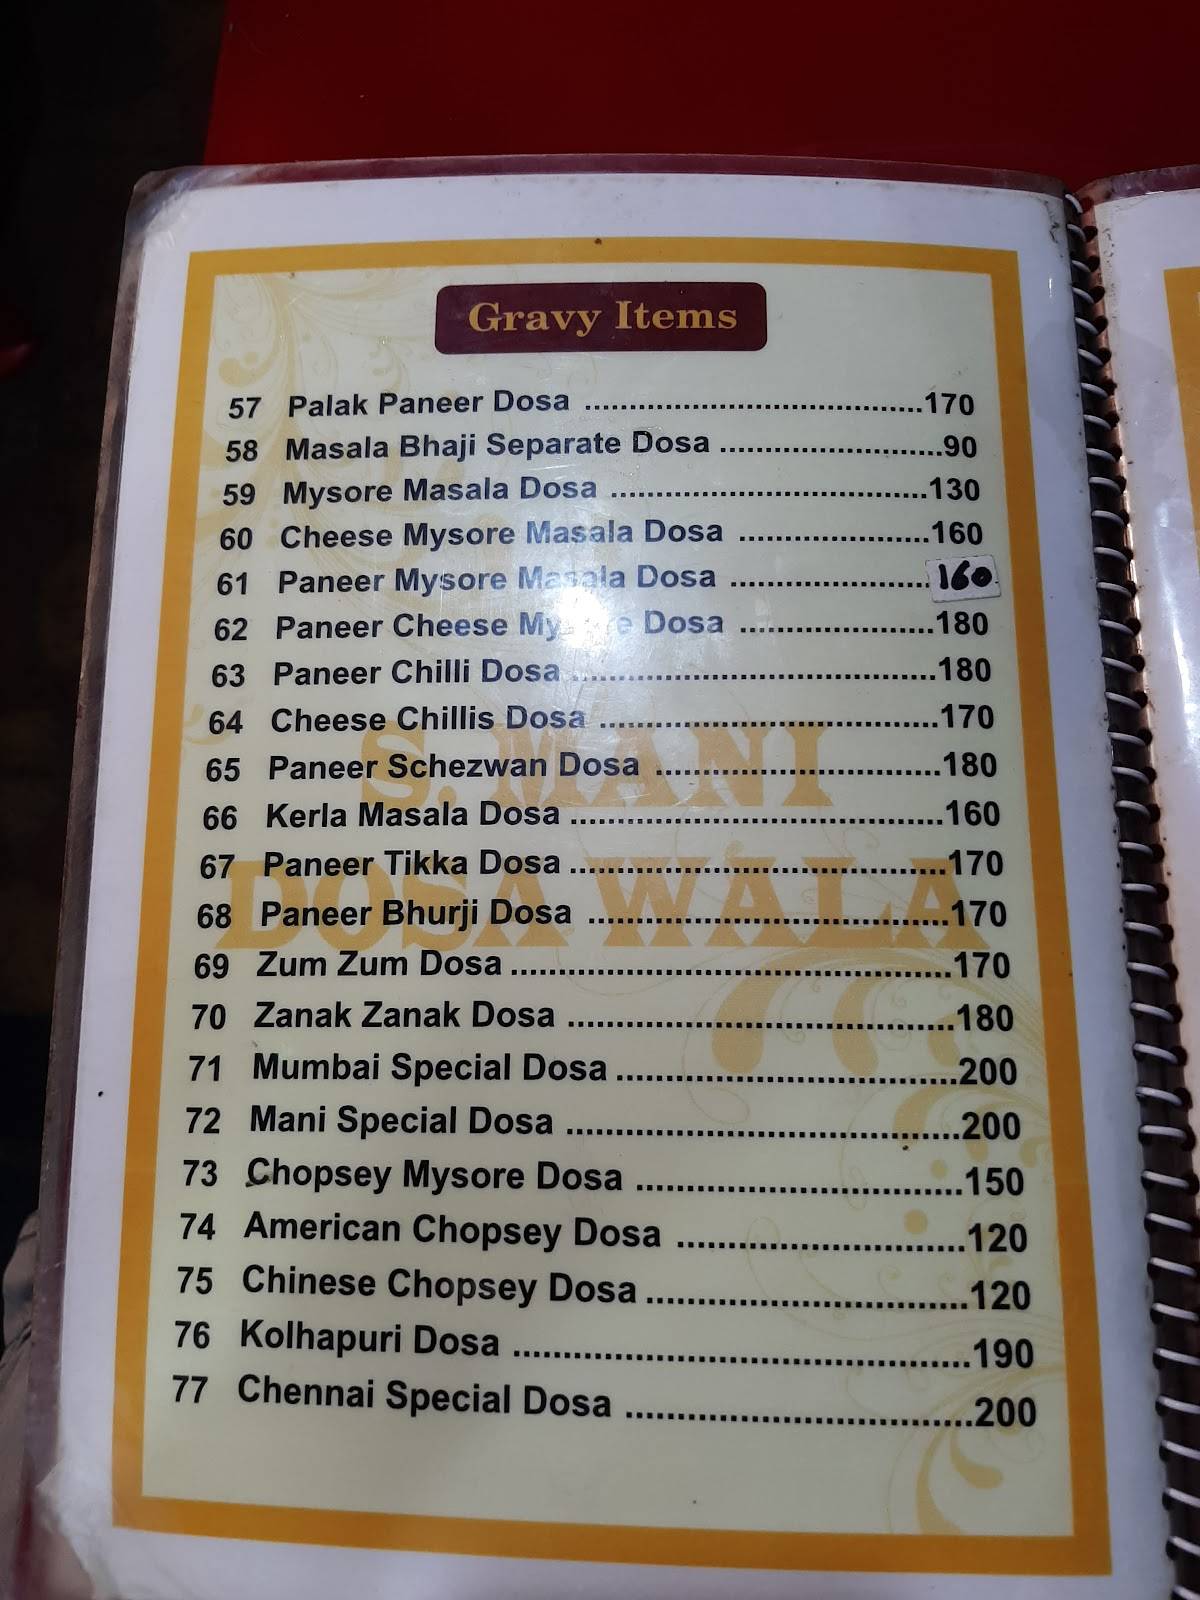 Gravy Items
57 Palak Paneer Dosa ......................................170
58 Masala Bhaji Separate Dosa .........................90
59 Mysore Masala Dosa ...................................130
60 Cheese Mysore Masala Dosa .....................160
61 Paneer Mysore Masala Dosa ......................160
62 Paneer Cheese Dosa .....................180
63 Paneer Chilli Dosa ........................................180
64 Cheese Chillis Dosa .....................................170
65 Paneer Schezwan Dosa ...............................180
66 Kerla Masala Dosa ........................................160
67 Paneer Tikka Dosa ........................................170
68 Paneer Bhurji Dosa ......................................170
69 Zum Zum Dosa ..............................................170
70 Zanak Zanak Dosa .......................................180
71 Mumbai Special Dosa ..................................200
72 Mani Special Dosa .......................................200
73 Chopsey Mysore Dosa ................................150
74 American Chopsey Dosa ............................120
75 Chinese Chopsey Dosa ...............................120
76 Kolhapuri Dosa .............................................190
77 Chennai Special Dosa .................................200
S. MANI
DOSA WALA